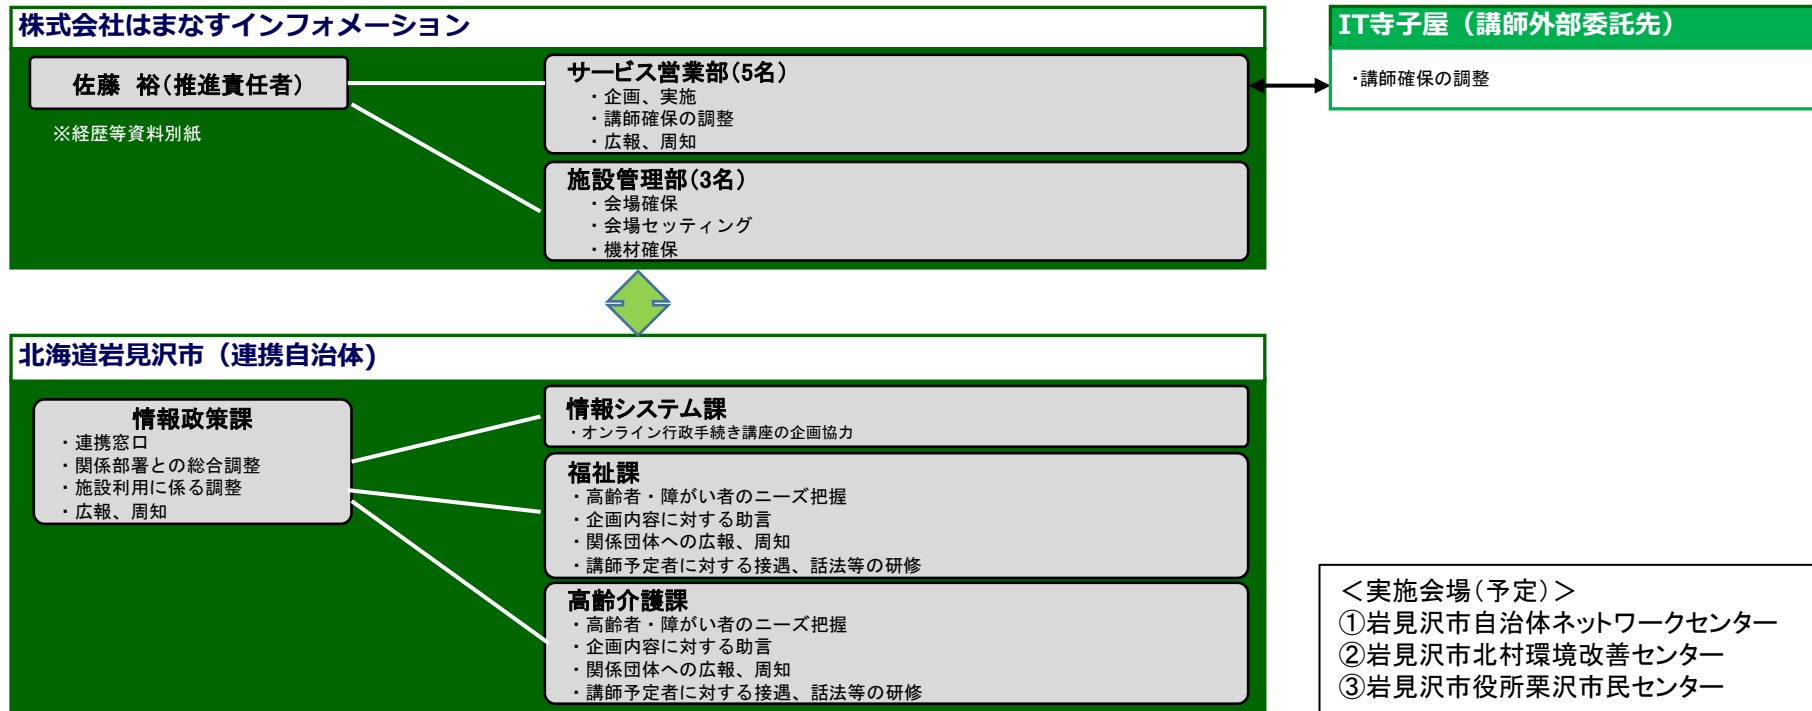 株式会社はまなすインフォメーション
佐藤 裕(推進責任者)
※経歴等資料別紙
サービス営業部(5名)
・企画、実施
・講師確保の調整
・広報、周知
施設管理部(3名)
・会場確保
・会場セッティング
・機材確保
IT寺子屋（講師外部委託先）
・講師確保の調整
北海道岩見沢市（連携自治体)
情報政策課
・連携窓口
・関係部署との総合調整
・施設利用に係る調整
・広報、周知
情報システム課
・オンライン行政手続き講座の企画協力
福祉課
・高齢者・障がい者のニーズ把握
・企画内容に対する助言
・関係団体への広報、周知
・講師予定者に対する接遇、話法等の研修
高齢介護課
・高齢者・障がい者のニーズ把握
・企画内容に対する助言
・関係団体への広報、周知
・講師予定者に対する接遇、話法等の研修
＜実施会場(予定)＞
①岩見沢市自治体ネットワークセンター
②岩見沢市北村環境改善センター
③岩見沢市役所栗沢市民センター